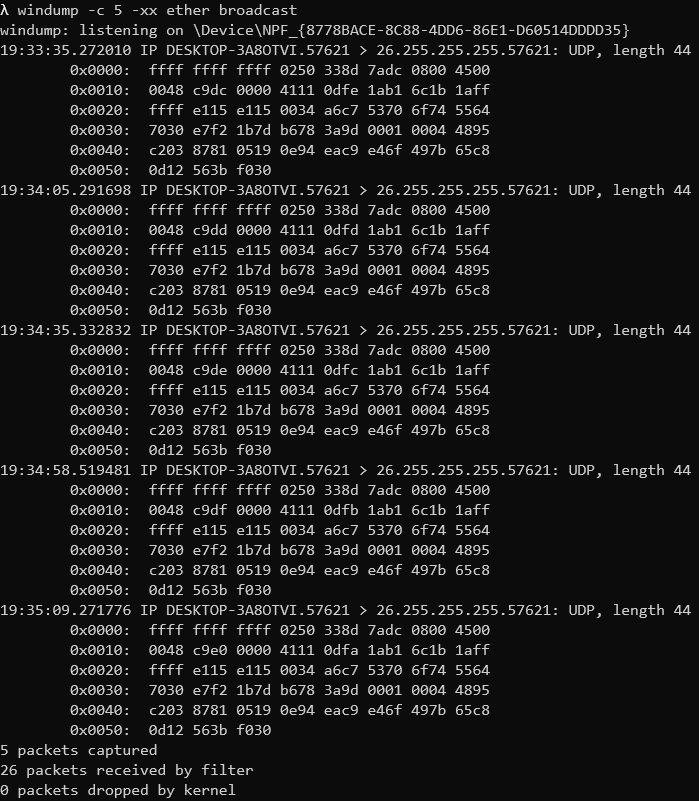 λ windump -c 5 -xx ether broadcast
windump: listening on \Device\NPF_{8778BACE-8C88-4DD6-86E1-D60514DDDD35}
19:33:35.272010 IP DESKTOP-3A8OTVI.57621 > 26.255.255.255.57621: UDP, length 44
0x0000:  ffff ffff ffff 0250 338d 7adc 0800 4500
0x0010:  0048 c9dc 0000 4111 0dfe 1ab1 6c1b 1aff
0x0020:  ffff e115 e115 0034 a6c7 5370 6f74 5564
0x0030:  7030 e7f2 1b7d b678 3a9d 0001 0004 4895
0x0040:  c203 8781 0519 0e94 eac9 e46f 497b 65c8
0x0050:  0d12 563b f030
19:34:05.291698 IP DESKTOP-3A8OTVI.57621 > 26.255.255.255.57621: UDP, length 44
0x0000:  ffff ffff ffff 0250 338d 7adc 0800 4500
0x0010:  0048 c9dd 0000 4111 0dfd 1ab1 6c1b 1aff
0x0020:  ffff e115 e115 0034 a6c7 5370 6f74 5564
0x0030:  7030 e7f2 1b7d b678 3a9d 0001 0004 4895
0x0040:  c203 8781 0519 0e94 eac9 e46f 497b 65c8
0x0050:  0d12 563b f030
19:34:35.332832 IP DESKTOP-3A8OTVI.57621 > 26.255.255.255.57621: UDP, length 44
0x0000:  ffff ffff ffff 0250 338d 7adc 0800 4500
0x0010:  0048 c9de 0000 4111 0dfc 1ab1 6c1b 1aff
0x0020:  ffff e115 e115 0034 a6c7 5370 6f74 5564
0x0030:  7030 e7f2 1b7d b678 3a9d 0001 0004 4895
0x0040:  c203 8781 0519 0e94 eac9 e46f 497b 65c8
0x0050:  0d12 563b f030
19:34:58.519481 IP DESKTOP-3A8OTVI.57621 > 26.255.255.255.57621: UDP, length 44
0x0000:  ffff ffff ffff 0250 338d 7adc 0800 4500
0x0010:  0048 c9df 0000 4111 0dfb 1ab1 6c1b 1aff
0x0020:  ffff e115 e115 0034 a6c7 5370 6f74 5564
0x0030:  7030 e7f2 1b7d b678 3a9d 0001 0004 4895
0x0040:  c203 8781 0519 0e94 eac9 e46f 497b 65c8
0x0050:  0d12 563b f030
19:35:09.271776 IP DESKTOP-3A8OTVI.57621 > 26.255.255.255.57621: UDP, length 44
0x0000:  ffff ffff ffff 0250 338d 7adc 0800 4500
0x0010:  0048 c9e0 0000 4111 0dfa 1ab1 6c1b 1aff
0x0020:  ffff e115 e115 0034 a6c7 5370 6f74 5564
0x0030:  7030 e7f2 1b7d b678 3a9d 0001 0004 4895
0x0040:  c203 8781 0519 0e94 eac9 e46f 497b 65c8
0x0050:  0d12 563b f030
5 packets captured
26 packets received by filter
0 packets dropped by kernel